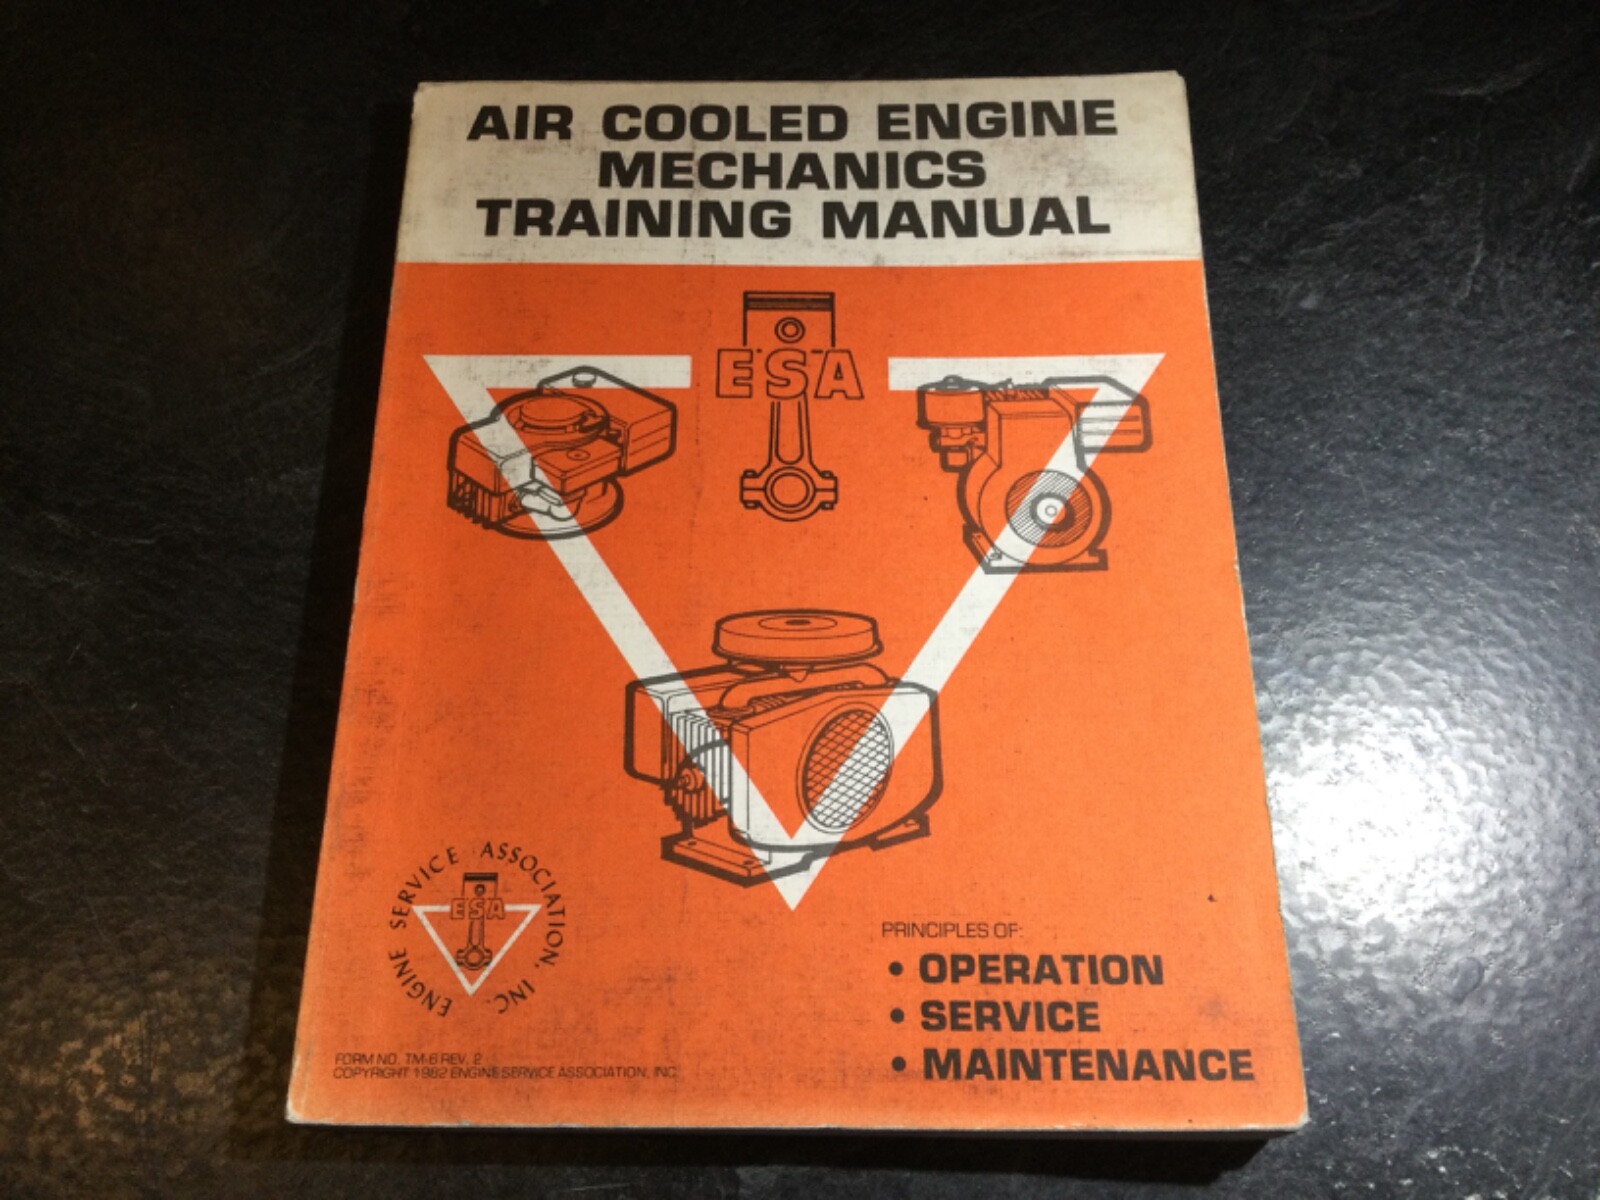 AIR COOLED ENGINE
MECHANICS
TRAINING MANUAL
E·S·A
ENGINE SERVICE ASSOCIATION, INC.
ESA
PRINCIPLES OF:
• OPERATION
• SERVICE
• MAINTENANCE
FORM NO. TM-6 REV. 2
COPYRIGHT 1982 ENGINE SERVICE ASSOCIATION, INC.